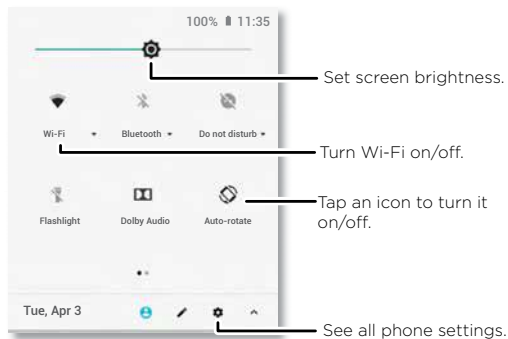 100% 11:35
Set screen brightness.
Wi-Fi Bluetooth Do not disturb
Turn Wi-Fi on/off.
Tap an icon to turn it
on/off.
Flashlight Dolby Audio Auto-rotate
Tue, Apr 3
See all phone settings.